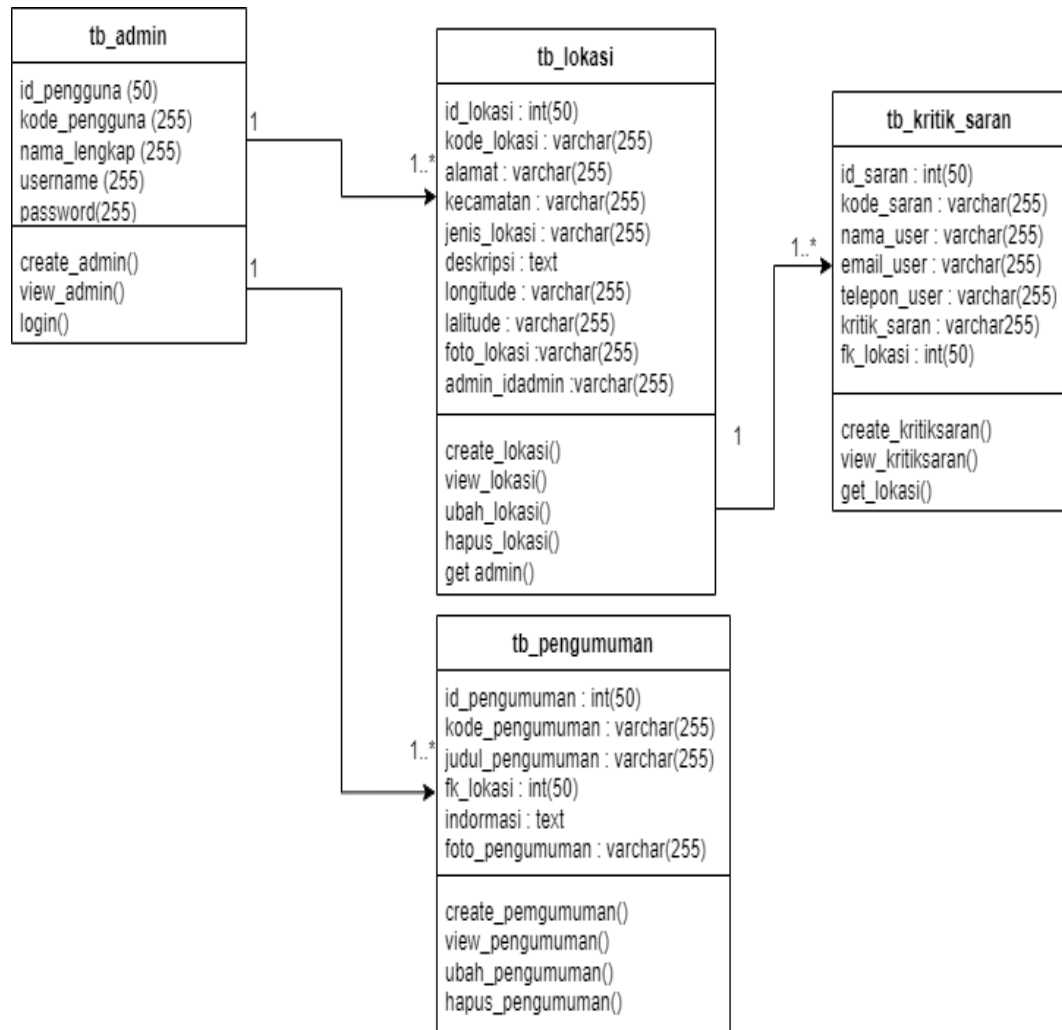 tb_admin
id_pengguna (50)
kode_pengguna (255)
nama_lengkap (255)
username (255)
password(255)
create_admin()
view_admin()
login()
1
1
1..*
tb_lokasi
id_lokasi : int(50)
kode_lokasi : varchar(255)
alamat : varchar(255)
kecamatan : varchar(255)
jenis_lokasi : varchar(255)
deskripsi : text
longitude : varchar(255)
lalitude : varchar(255)
foto_lokasi :varchar(255)
admin_idadmin :varchar(255)
create_lokasi()
view_lokasi()
ubah_lokasi()
hapus_lokasi()
get admin()
1
1..*
tb_kritik_saran
id_saran : int(50)
kode_saran : varchar(255)
nama_user : varchar(255)
email_user : varchar(255)
telepon_user : varchar(255)
kritik_saran : varchar255)
fk_lokasi : int(50)
create_kritiksaran()
view_kritiksaran()
get_lokasi()
1..*
tb_pengumuman
id_pengumuman : int(50)
kode_pengumuman : varchar(255)
judul_pengumuman : varchar(255)
fk_lokasi : int(50)
indormasi : text
foto_pengumuman : varchar(255)
create_pemgumuman()
view_pengumuman()
ubah_pengumuman()
hapus_pengumuman()